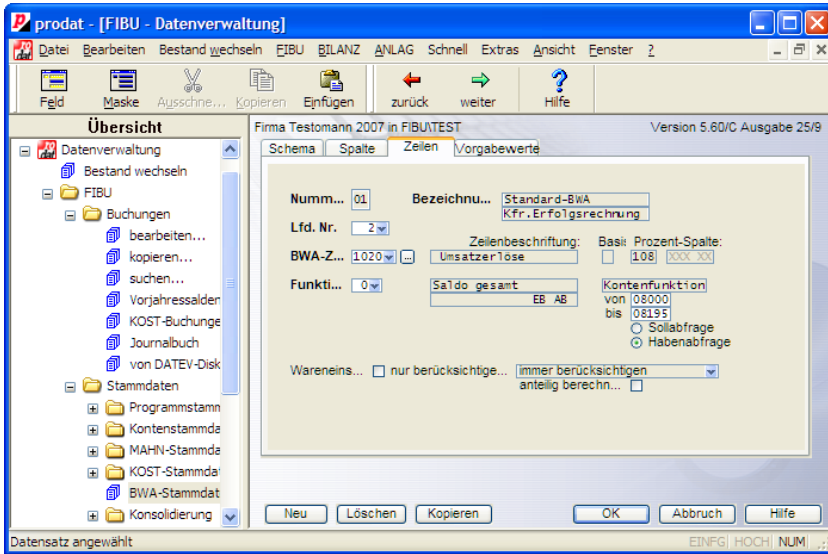 prodat - [FIBU - Datenverwaltung]
Datei Bearbeiten Bestand wechseln FIBU BILANZ ANLAG Schnell Extras Ansicht Fenster ?
Feld Maske Ausschne... Kopieren Einfügen zurück weiter Hilfe
Übersicht
Firma Testomann 2007 in FIBU\TEST Version 5.60/C Ausgabe 25/9
Datenverwaltung
Bestand wechseln
FIBU
Buchungen
bearbeiten...
kopieren...
suchen...
Vorjahressalden
KOST-Buchunge
Journalbuch
von DATEV-Disk
Stammdaten
Programmstamm
Kontenstammda
MAHN-Stammda
KOST-Stammda
BWA-Stammdat
Konsolidierung
Schema Spalte Zeilen Vorgabewerte
Numm... 01 Bezeichnu... Standard-BWA
Kfr.Erfolgsrechnung
Lfd. Nr. 2
Zeilenbeschriftung: Basis Prozent-Spalte:
BWA-Z... 1020 ... Umsatzerlöse 108 XXX XX
Funkti... 0 Saldo gesamt Kontenfunktion
EB AB von 08000
bis 08195
Sollabfrage
Habenabfrage
Wareneins... nur berücksichtige... immer berücksichtigen
anteilig berechn...
Neu Löschen Kopieren OK Abbruch Hilfe
Datensatz angewählt EINFG HOCH NUM